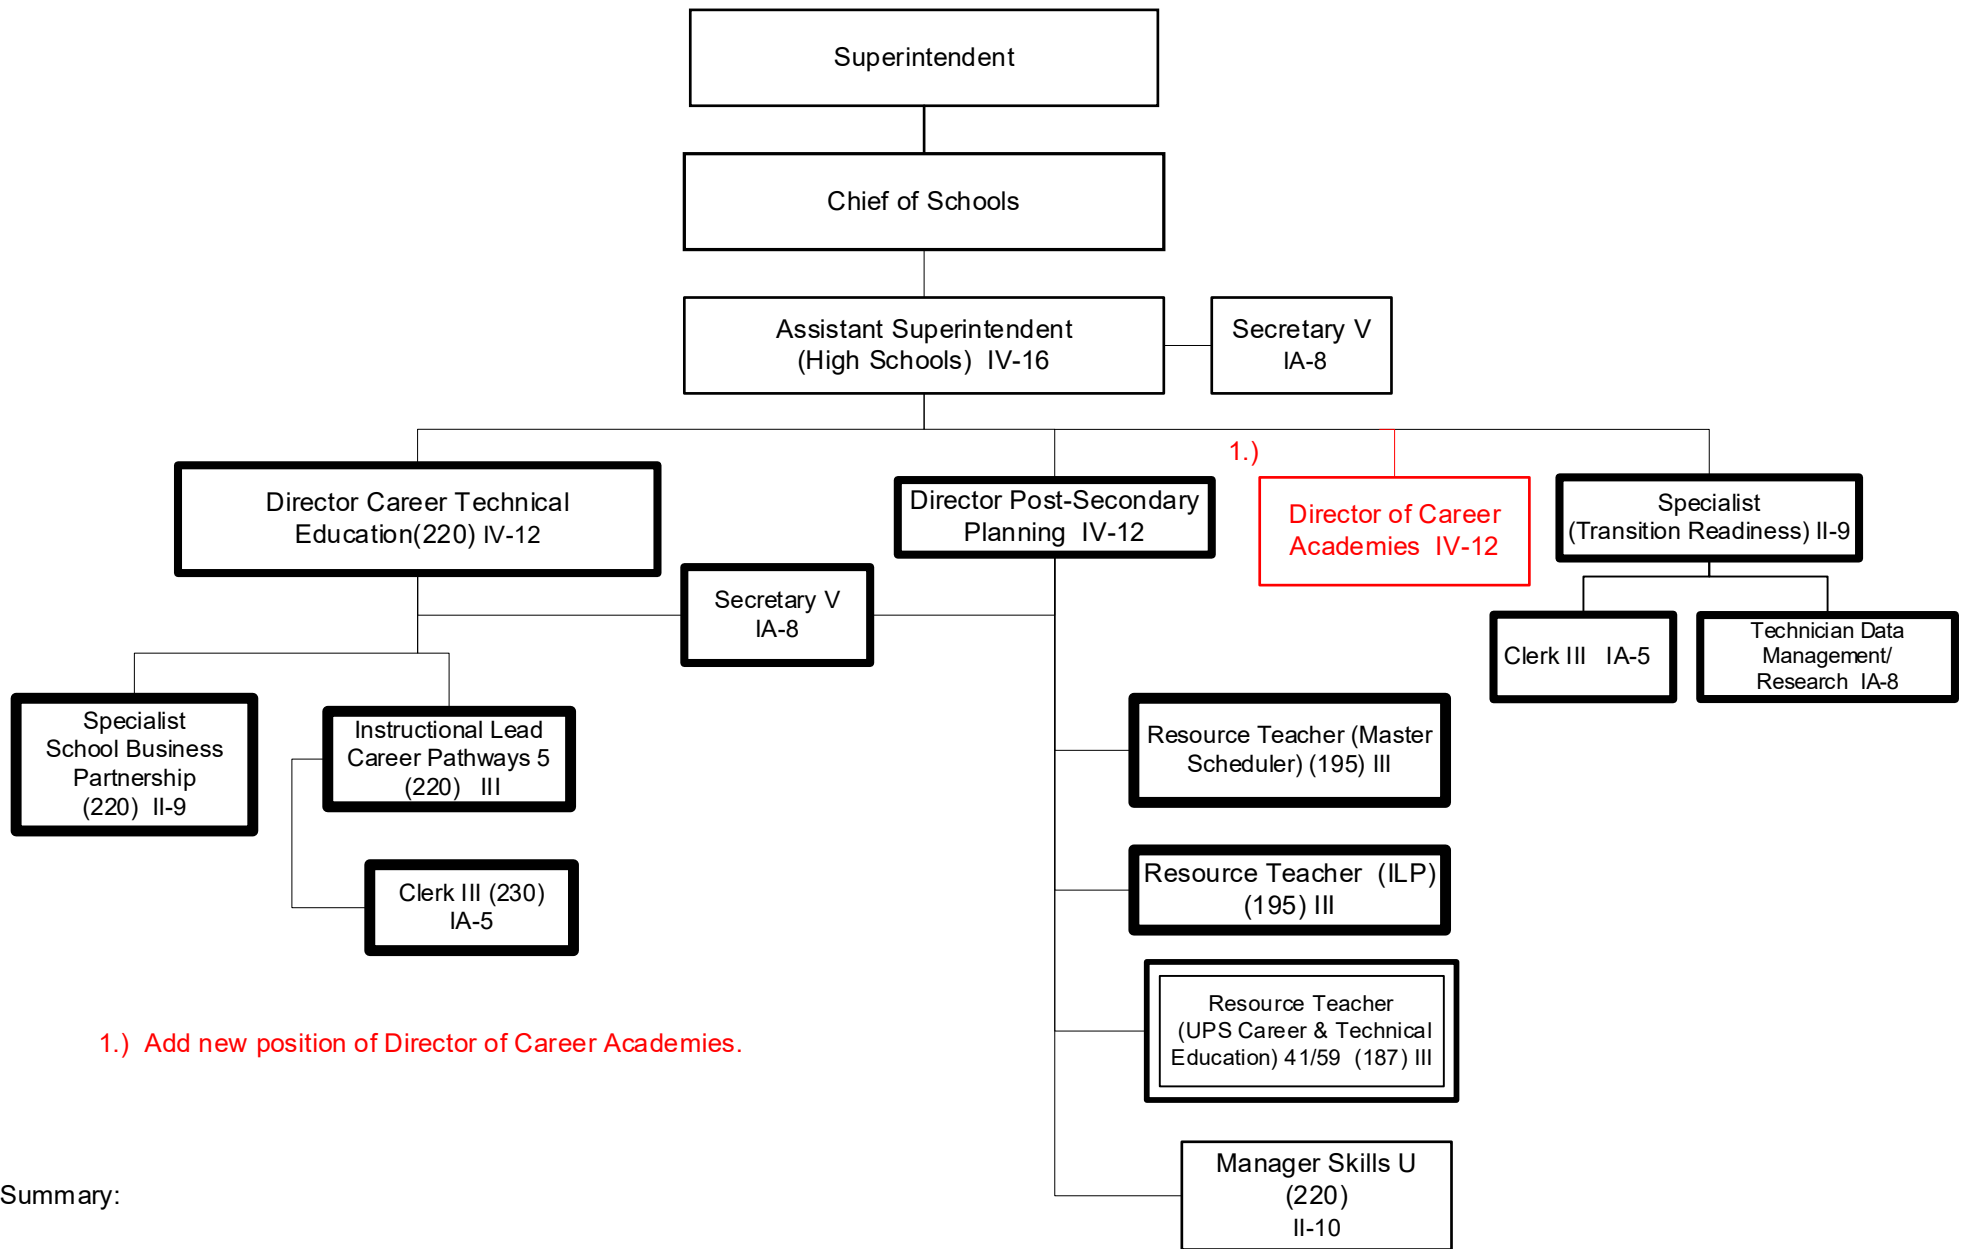 Superintendent
Chief of Schools
Assistant Superintendent
(High Schools) IV-16
Secretary V
IA-8
1.)
Director Career Technical
Education(220) IV-12
Director Post-Secondary
Planning IV-12
Director of Career
Academies IV-12
Specialist
(Transition Readiness) II-9
Secretary V
IA-8
Clerk III IA-5
Technician Data
Management/
Research IA-8
Specialist
School Business
Partnership
(220) II-9
Instructional Lead
Career Pathways 5
(220) III
Resource Teacher (Master
Scheduler) (195) III
Clerk III (230)
IA-5
Resource Teacher (ILP)
(195) III
Resource Teacher
(UPS Career & Technical
Education) 41/59 (187) III
1.) Add new position of Director of Career Academies.
Manager Skills U
(220)
II-10
Summary: